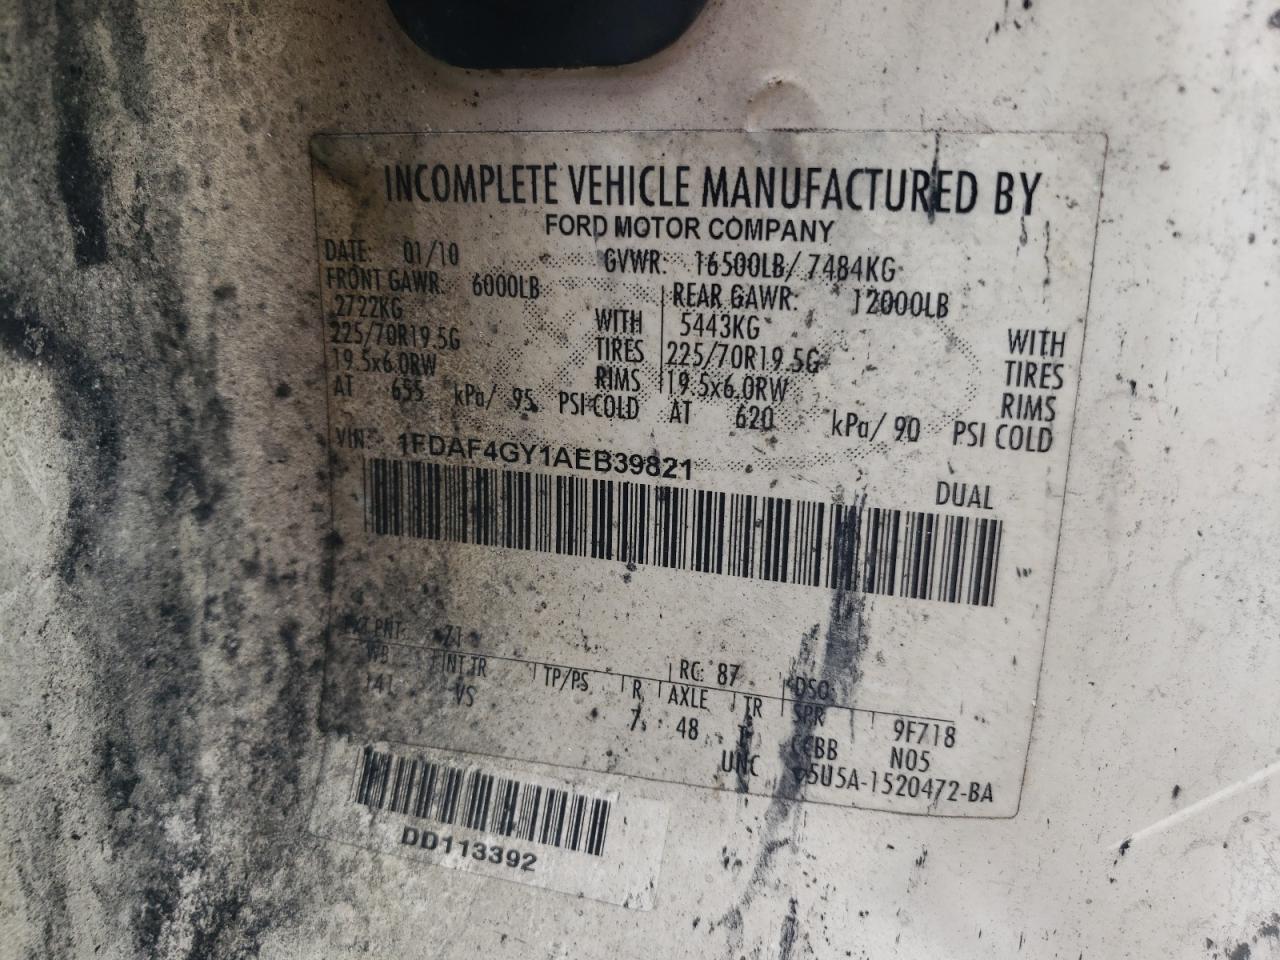 INCOMPLETE VEHICLE MANUFACTURED BY
FORD MOTOR COMPANY
DATE: 01/10 GVWR: 16500LB/ 7484KG
FRONT GAWR: 6000LB REAR GAWR: 12000LB
2722KG WITH 5443KG WITH
225/70R19.5G TIRES 225/70R19.5G TIRES
19.5x6.0RW RIMS 19.5x6.0RW RIMS
AT 655 kPa/ 95 PSI COLD AT 620 kPa/ 90 PSI COLD
VIN: 1FDAF4GY1AEB39821
DUAL
EXT PNT: Z1 RC: 87 DSO:
WB INT TR TP/PS R AXLE TR SPR 9F718
141 VS 7 48 CCBB N05
UNC 5U5A-1520472-BA
DD113392